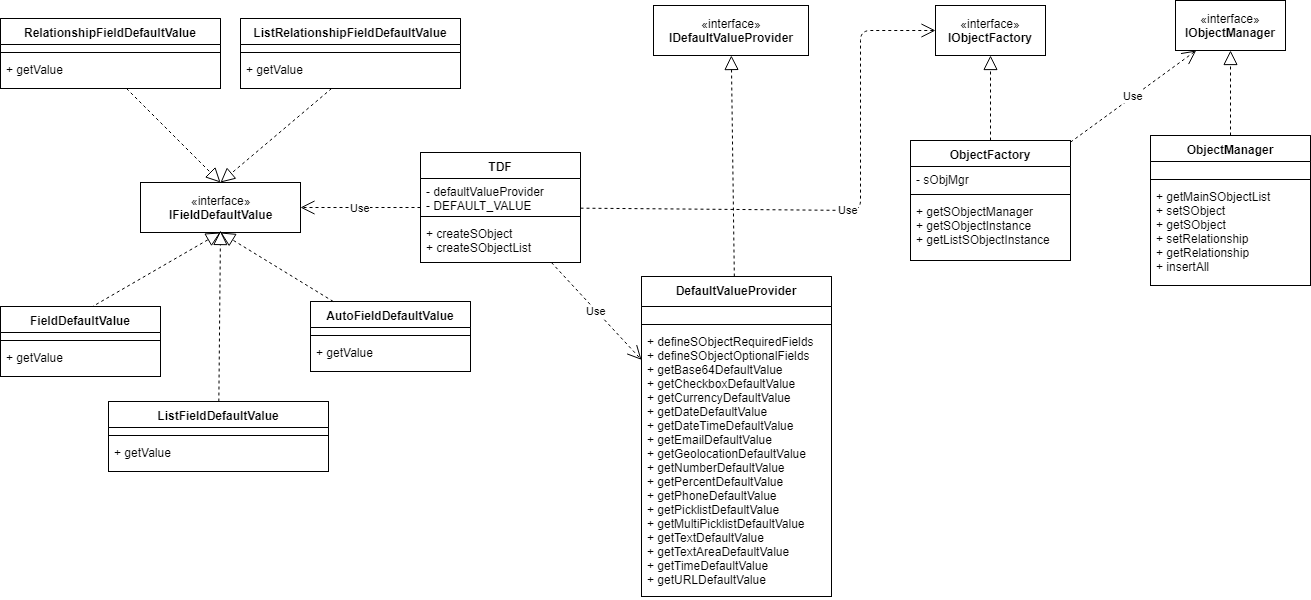 RelationshipFieldDefaultValue
+ getValue
ListRelationshipFieldDefaultValue
+ getValue
«interface»
IDefaultValueProvider
«interface»
IObjectFactory
«interface»
IObjectManager
Use
TDF
- defaultValueProvider
- DEFAULT_VALUE
+ createSObject
+ createSObjectList
ObjectFactory
- sObjMgr
+ getSObjectManager
+ getSObjectInstance
+ getListSObjectInstance
ObjectManager
+ getMainSObjectList
+ setSObject
+ getSObject
+ setRelationship
+ getRelationship
+ insertAll
«interface»
IFieldDefaultValue
Use
Use
Use
FieldDefaultValue
+ getValue
AutoFieldDefaultValue
+ getValue
ListFieldDefaultValue
+ getValue
DefaultValueProvider
+ defineSObjectRequiredFields
+ defineSObjectOptionalFields
+ getBase64DefaultValue
+ getCheckboxDefaultValue
+ getCurrencyDefaultValue
+ getDateDefaultValue
+ getDateTimeDefaultValue
+ getEmailDefaultValue
+ getGeolocationDefaultValue
+ getNumberDefaultValue
+ getPercentDefaultValue
+ getPhoneDefaultValue
+ getPicklistDefaultValue
+ getMultiPicklistDefaultValue
+ getTextDefaultValue
+ getTextAreaDefaultValue
+ getTimeDefaultValue
+ getURLDefaultValue